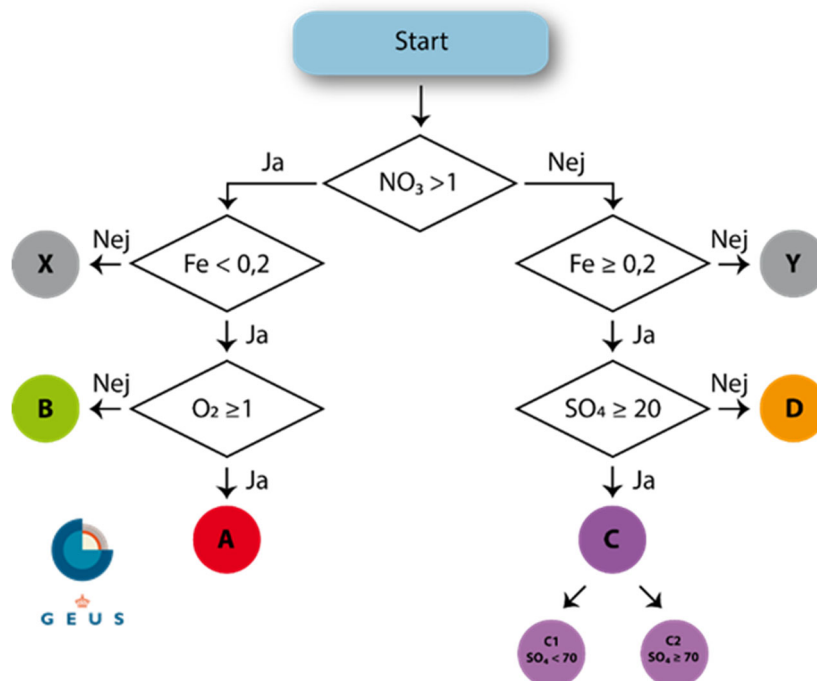 Start
Ja
NO₃ >1
Nej
X
Nej
Fe < 0,2
Fe ≥ 0,2
Nej
Y
Ja
Ja
B
Nej
O₂ ≥1
SO₄ ≥ 20
Nej
D
Ja
Ja
A
C
GEUS
C1
SO₄ < 70
C2
SO₄ ≥ 70